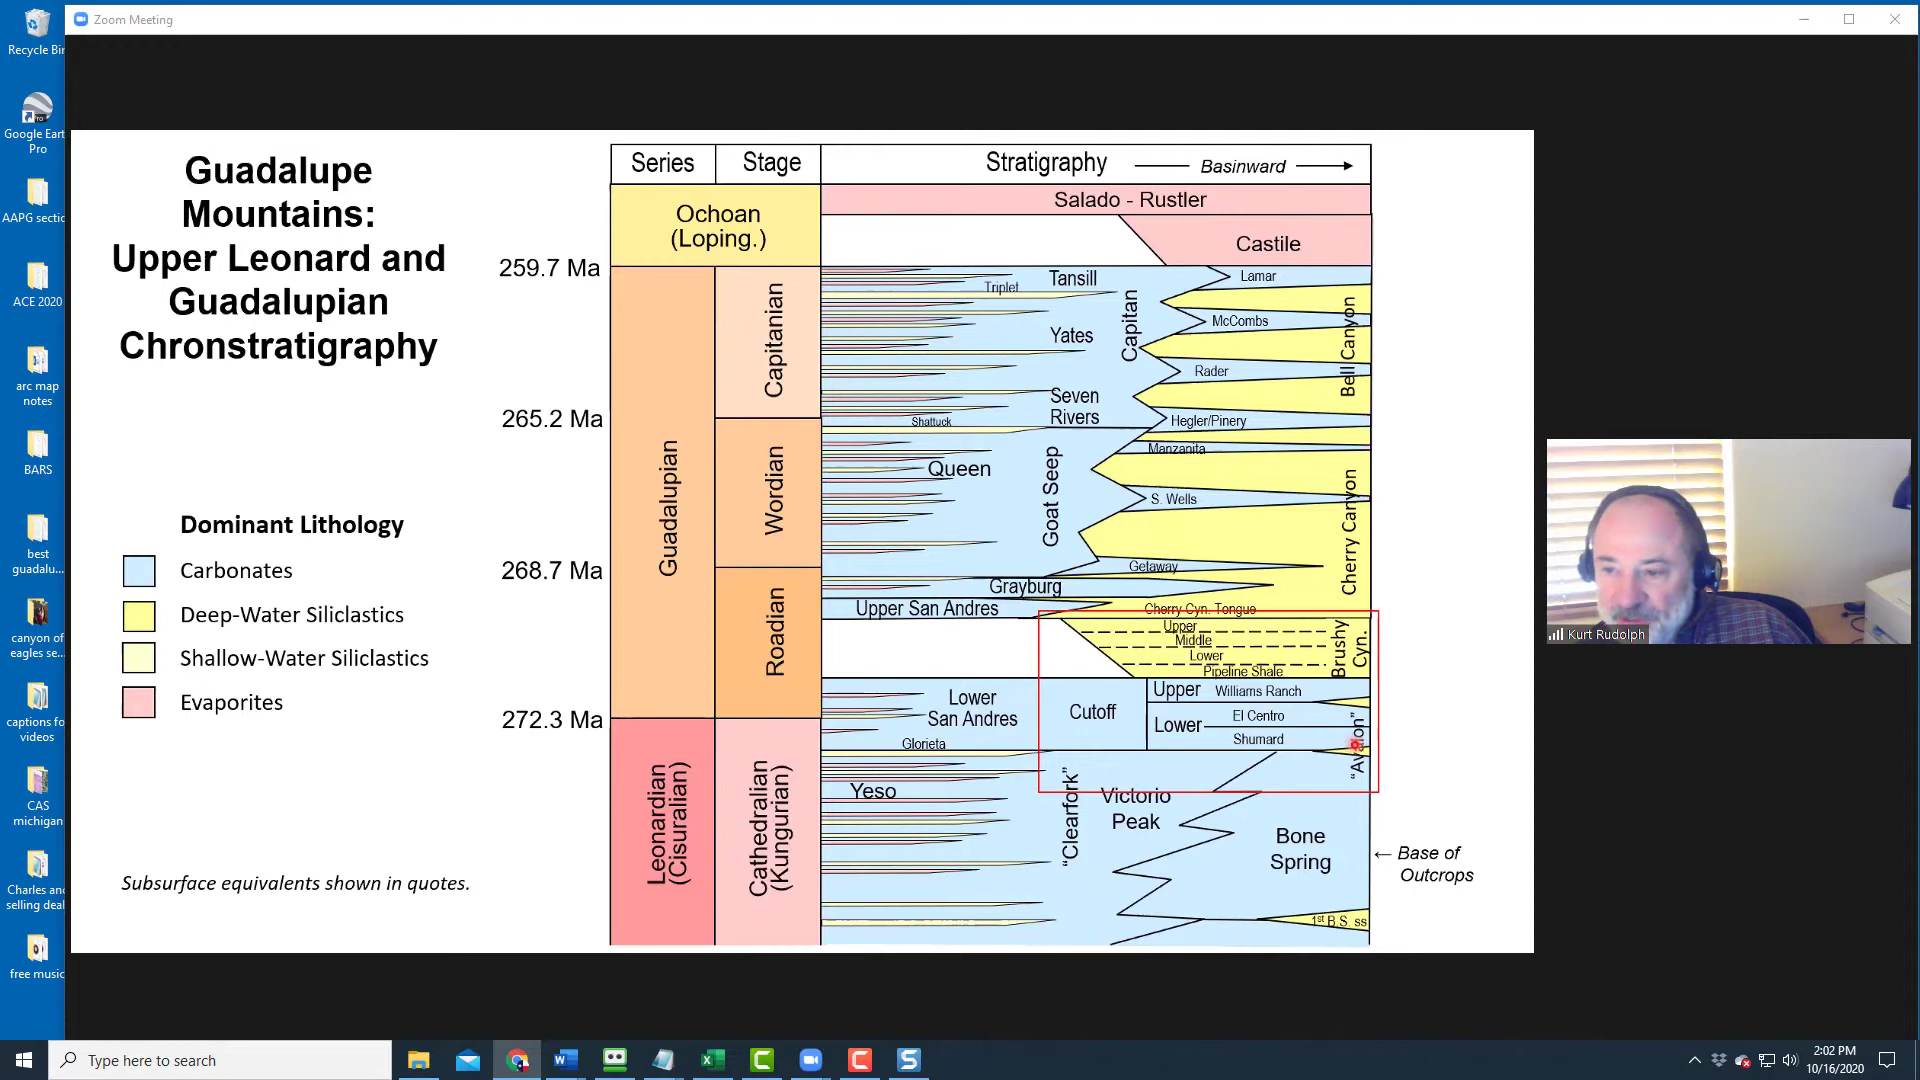 Zoom Meeting
Recycle Bin
Google Eart
Pro
AAPG sectio
ACE 2020
arc map
notes
BARS
best
guadalu...
canyon of
eagles se...
captions fo
videos
CAS
michigan
Charles and
selling deal
free music
Guadalupe
Mountains:
Upper Leonard and
Guadalupian
Chronstratigraphy
Dominant Lithology
Carbonates
Deep-Water Siliclastics
Shallow-Water Siliclastics
Evaporites
Subsurface equivalents shown in quotes.
259.7 Ma
265.2 Ma
268.7 Ma
272.3 Ma
Series
Stage
Stratigraphy
Basinward
Ochoan
(Loping.)
Guadalupian
Leonardian
(Cisuralian)
Capitanian
Wordian
Roadian
Cathedralian
(Kungurian)
Salado - Rustler
Castile
Tansill
Lamar
Triplet
Capitan
McCombs
Bell Canyon
Yates
Rader
Seven
Rivers
Shattuck
Hegler/Pinery
Manzanita
Queen
Goat Seep
S. Wells
Cherry Canyon
Getaway
Grayburg
Upper San Andres
Cherry Cyn. Tongue
Upper
Middle
Lower
Pipeline Shale
Brushy
Cyn.
Lower
San Andres
Cutoff
Upper
Williams Ranch
Lower
El Centro
Shumard
"Avalon"
Glorieta
Yeso
"Clearfork"
Victorio
Peak
Bone
Spring
1st B.S. ss
← Base of
Outcrops
Kurt Rudolph
Type here to search
2:02 PM
10/16/2020